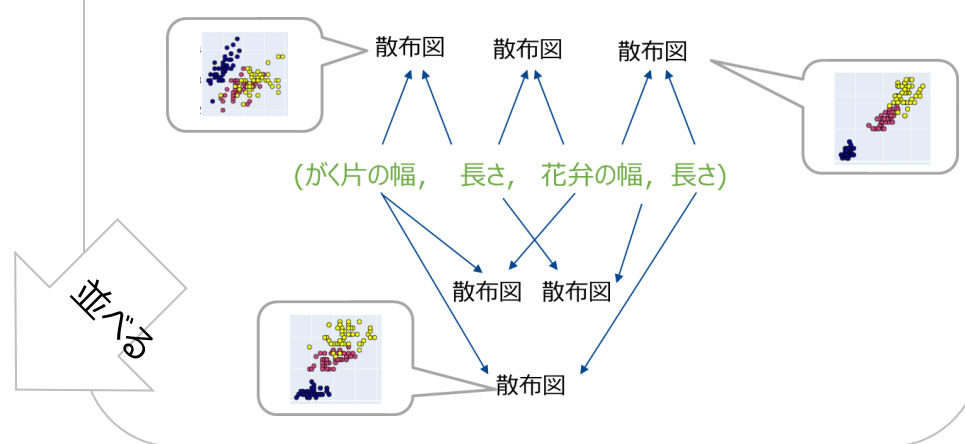 散布図 散布図 散布図
(がく片の幅, 長さ, 花弁の幅, 長さ)
散布図 散布図
並べる
散布図